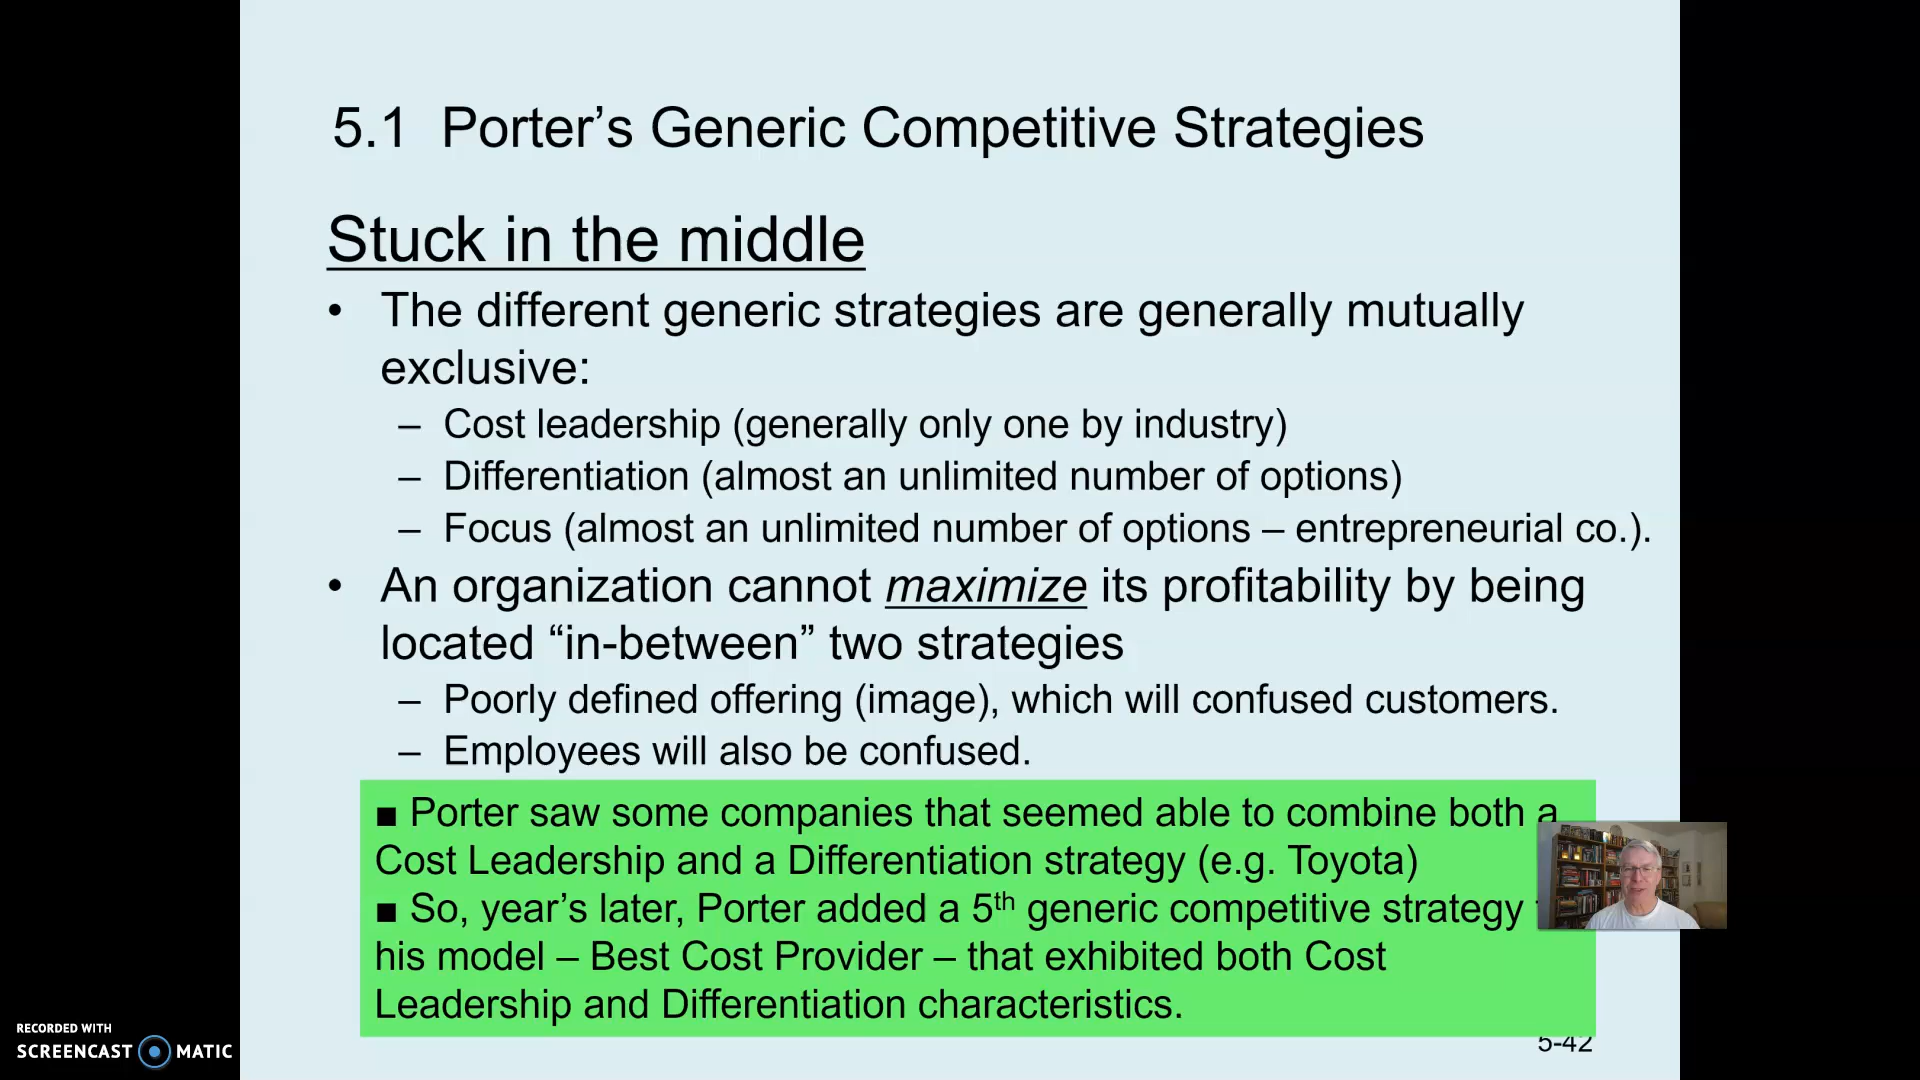 5.1 Porter’s Generic Competitive Strategies
Stuck in the middle
• The different generic strategies are generally mutually
exclusive:
– Cost leadership (generally only one by industry)
– Differentiation (almost an unlimited number of options)
– Focus (almost an unlimited number of options – entrepreneurial co.).
• An organization cannot maximize its profitability by being
located “in-between” two strategies
– Poorly defined offering (image), which will confused customers.
– Employees will also be confused.
■ Porter saw some companies that seemed able to combine both a
Cost Leadership and a Differentiation strategy (e.g. Toyota)
■ So, year’s later, Porter added a 5th generic competitive strategy
his model – Best Cost Provider – that exhibited both Cost
Leadership and Differentiation characteristics.
5-42
RECORDED WITH
SCREENCAST MATIC